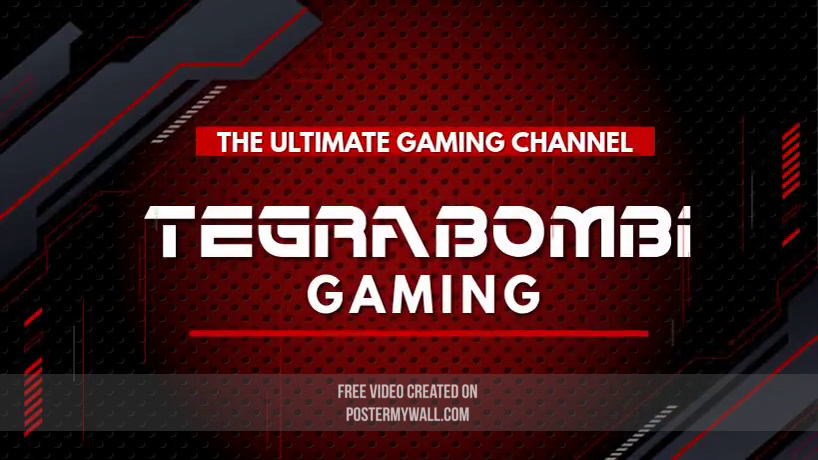 THE ULTIMATE GAMING CHANNEL
TEGRABOMBI
GAMING
FREE VIDEO CREATED ON
POSTERMYWALL.COM